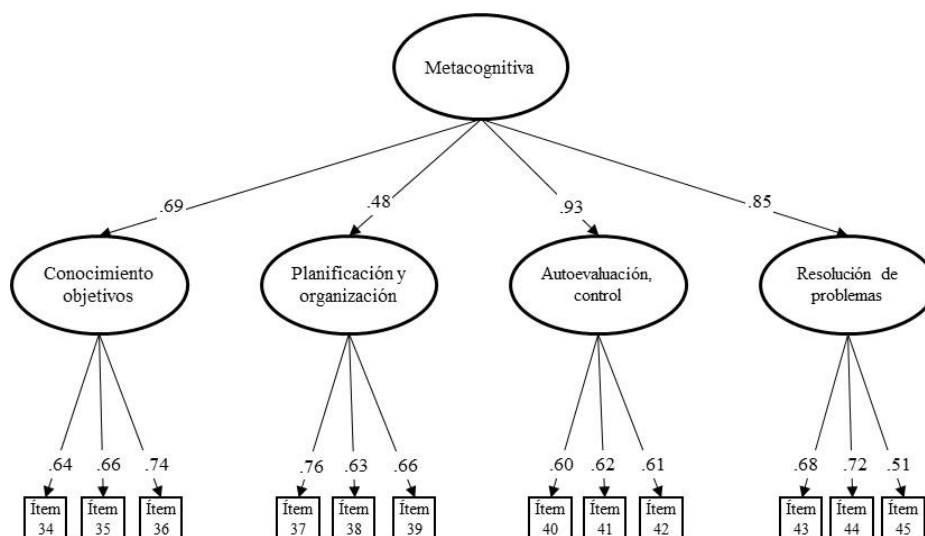 Metacognitiva
.69
.48
.93
.85
Conocimiento
objetivos
Planificación y
organización
Autoevaluación,
control
Resolución de
problemas
.64 .66 .74
.76 .63 .66
.60 .62 .61
.68 .72 .51
Ítem
34
Ítem
35
Ítem
36
Ítem
37
Ítem
38
Ítem
39
Ítem
40
Ítem
41
Ítem
42
Ítem
43
Ítem
44
Ítem
45